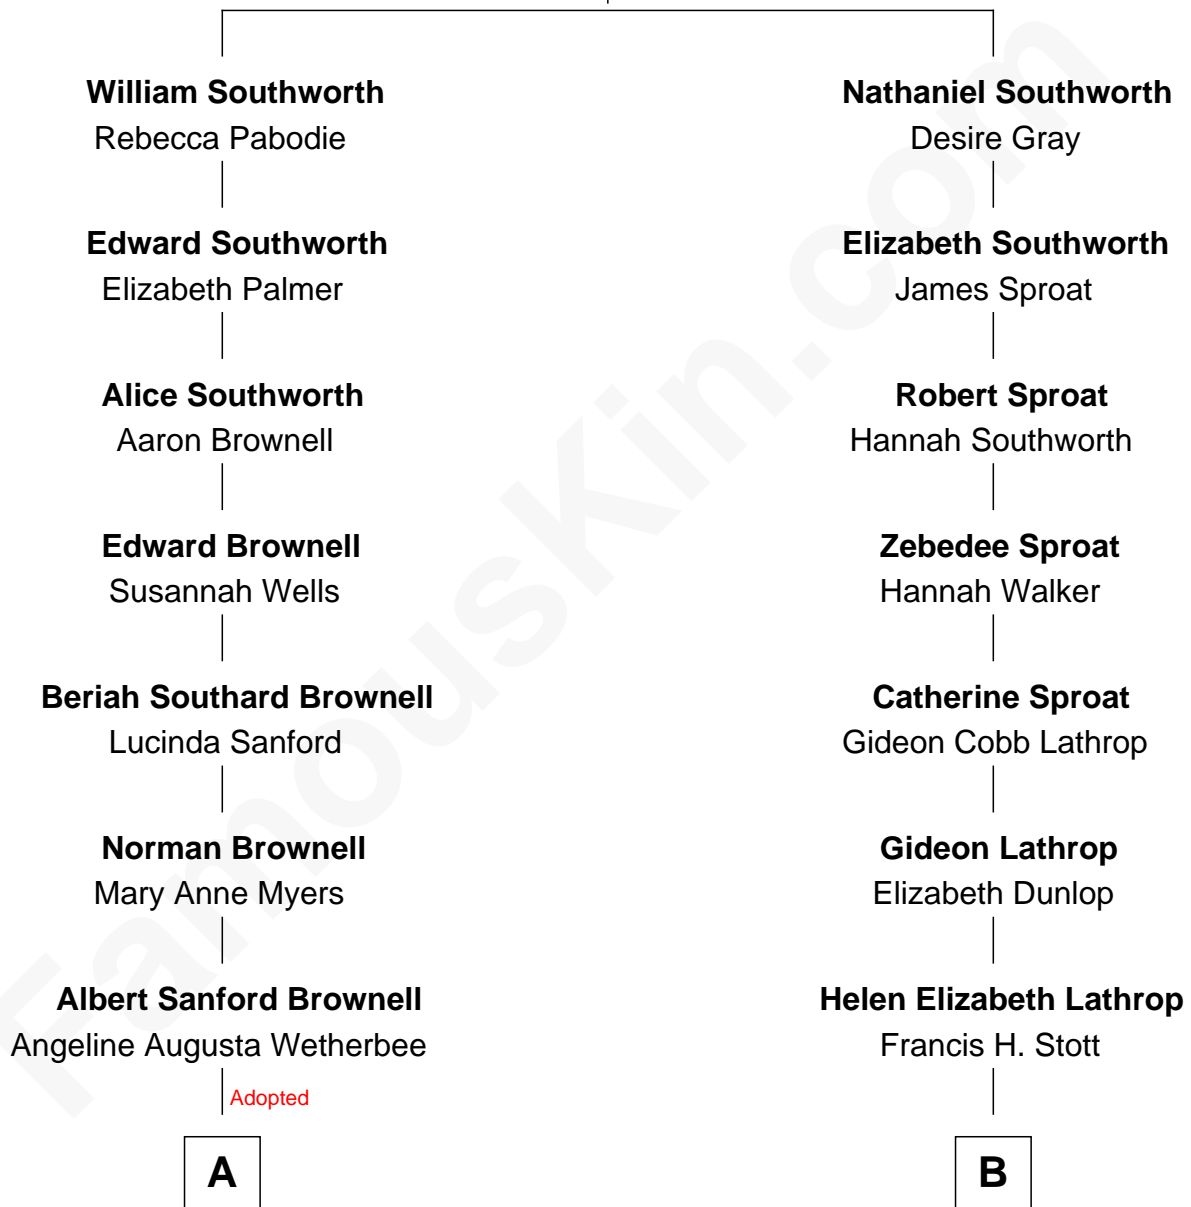 William Southworth
Rebecca Pabodie
Edward Southworth
Elizabeth Palmer
Alice Southworth
Aaron Brownell
Edward Brownell
Susannah Wells
Beriah Southard Brownell
Lucinda Sanford
Norman Brownell
Mary Anne Myers
Albert Sanford Brownell
Angeline Augusta Wetherbee
Adopted
A
Nathaniel Southworth
Desire Gray
Elizabeth Southworth
James Sproat
Robert Sproat
Hannah Southworth
Zebedee Sproat
Hannah Walker
Catherine Sproat
Gideon Cobb Lathrop
Gideon Lathrop
Elizabeth Dunlop
Helen Elizabeth Lathrop
Francis H. Stott
B
FamousKin.com